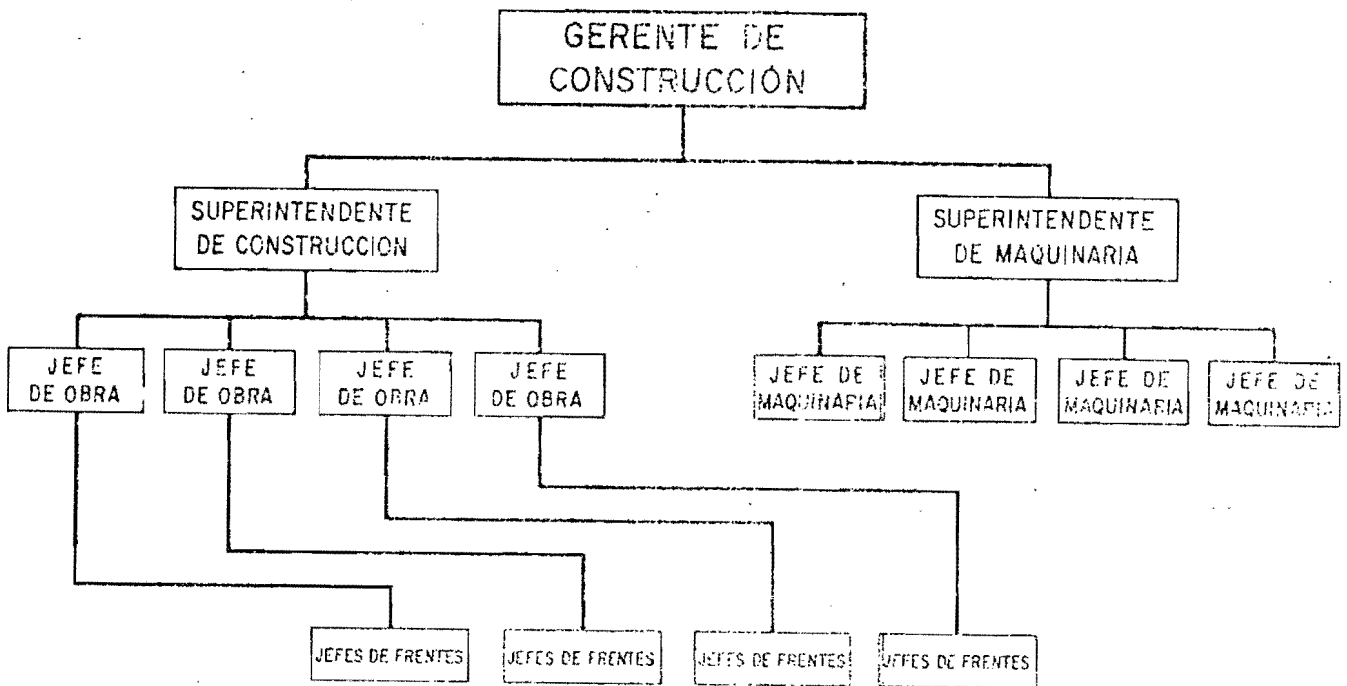 GERENTE DE
CONSTRUCCIÓN
SUPERINTENDENTE
DE CONSTRUCCION
SUPERINTENDENTE
DE MAQUINARIA
JEFE
DE OBRA
JEFE
DE OBRA
JEFE
DE OBRA
JEFE
DE OBRA
JEFE DE
MAQUINARIA
JEFE DE
MAQUINARIA
JEFE DE
MAQUINARIA
JEFE DE
MAQUINARIA
JEFES DE FRENTES
JEFES DE FRENTES
JEFES DE FRENTES
JEFES DE FRENTES